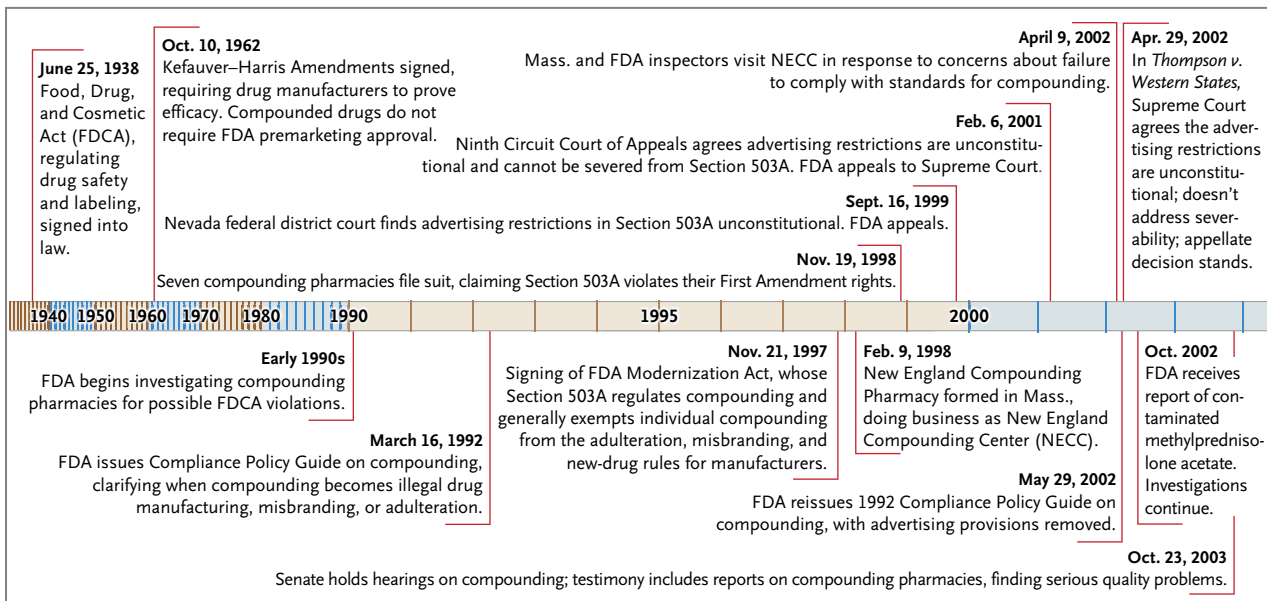 June 25, 1938
Food, Drug,
and Cosmetic
Act (FDCA),
regulating
drug safety
and labeling,
signed into
law.
Oct. 10, 1962
Kefauver–Harris Amendments signed,
requiring drug manufacturers to prove
efficacy. Compounded drugs do not
require FDA premarketing approval.
April 9, 2002
Mass. and FDA inspectors visit NECC in response to concerns about failure
to comply with standards for compounding.
Feb. 6, 2001
Ninth Circuit Court of Appeals agrees advertising restrictions are unconstitu-
tional and cannot be severed from Section 503A. FDA appeals to Supreme Court.
Sept. 16, 1999
Nevada federal district court finds advertising restrictions in Section 503A unconstitutional. FDA appeals.
Nov. 19, 1998
Seven compounding pharmacies file suit, claiming Section 503A violates their First Amendment rights.
Apr. 29, 2002
In Thompson v.
Western States,
Supreme Court
agrees the adver-
tising restrictions
are unconstitu-
tional; doesn't
address sever-
ability; appellate
decision stands.
1940 1950 1960 1970 1980 1990 1995 2000
Early 1990s
FDA begins investigating compounding
pharmacies for possible FDCA violations.
March 16, 1992
FDA issues Compliance Policy Guide on compounding,
clarifying when compounding becomes illegal drug
manufacturing, misbranding, or adulteration.
Nov. 21, 1997
Signing of FDA Modernization Act, whose
Section 503A regulates compounding and
generally exempts individual compounding
from the adulteration, misbranding, and
new-drug rules for manufacturers.
Feb. 9, 1998
New England Compounding
Pharmacy formed in Mass.,
doing business as New England
Compounding Center (NECC).
May 29, 2002
FDA reissues 1992 Compliance Policy Guide on
compounding, with advertising provisions removed.
Oct. 2002
FDA receives
report of con-
taminated
methylpredniso-
lone acetate.
Investigations
continue.
Oct. 23, 2003
Senate holds hearings on compounding; testimony includes reports on compounding pharmacies, finding serious quality problems.